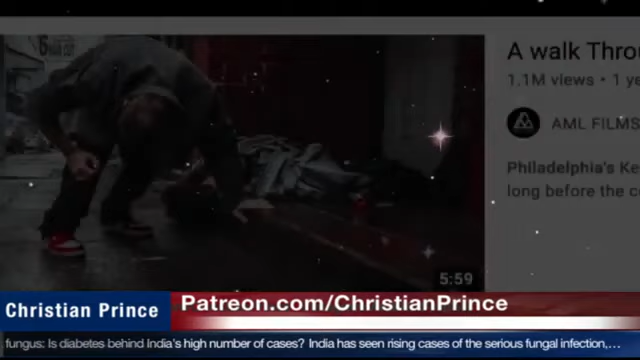 A walk Throu
1.1M views • 1 ye
AML FILMS
Philadelphia's Ke
long before the c
5:59
Christian Prince
Patreon.com/ChristianPrince
fungus: Is diabetes behind India's high number of cases? India has seen rising cases of the serious fungal infection,...